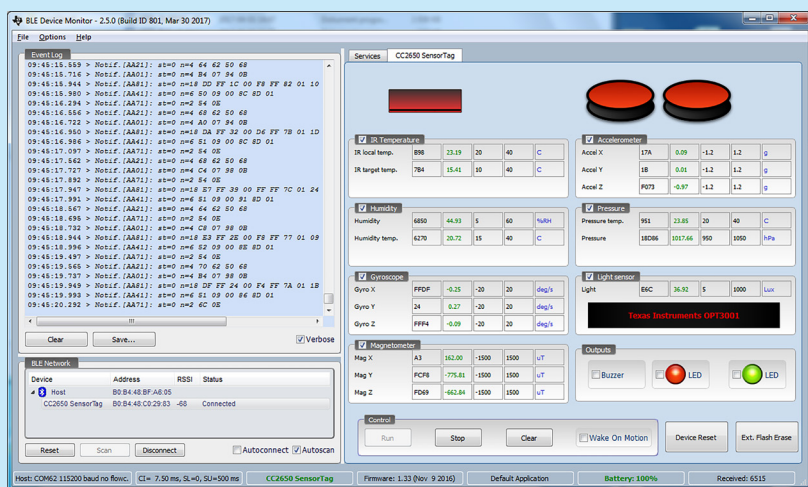 BLE Device Monitor - 2.5.0 (Build ID 801, Mar 30 2017)
File Options Help
Event Log
09:45:15.559 > Notif.[AA21]: st=0 n=4 64 62 50 68
09:45:15.716 > Notif.[AA01]: st=0 n=4 B4 07 94 0B
09:45:15.944 > Notif.[AA81]: st=0 n=18 DD FF 1C 00 F8 FF 82 01 10
09:45:15.980 > Notif.[AA41]: st=0 n=6 50 09 00 8C 8D 01
09:45:16.294 > Notif.[AA71]: st=0 n=2 54 0E
09:45:16.556 > Notif.[AA21]: st=0 n=4 68 62 50 68
09:45:16.722 > Notif.[AA01]: st=0 n=4 A0 07 94 0B
09:45:16.950 > Notif.[AA81]: st=0 n=18 DA FF 32 00 D6 FF 7B 01 1D
09:45:16.986 > Notif.[AA41]: st=0 n=6 51 09 00 8C 8D 01
09:45:17.097 > Notif.[AA71]: st=0 n=2 54 0E
09:45:17.562 > Notif.[AA21]: st=0 n=4 68 62 50 68
09:45:17.727 > Notif.[AA01]: st=0 n=4 C4 07 98 0B
09:45:17.892 > Notif.[AA71]: st=0 n=2 54 0E
09:45:17.947 > Notif.[AA81]: st=0 n=18 E7 FF 39 00 FF FF 7C 01 24
09:45:17.991 > Notif.[AA41]: st=0 n=6 51 09 00 91 8D 01
09:45:18.567 > Notif.[AA21]: st=0 n=4 64 62 50 68
09:45:18.695 > Notif.[AA71]: st=0 n=2 54 0E
09:45:18.732 > Notif.[AA01]: st=0 n=4 C8 07 98 0B
09:45:18.944 > Notif.[AA81]: st=0 n=18 E3 FF 2E 00 F8 FF 77 01 09
09:45:18.996 > Notif.[AA41]: st=0 n=6 52 09 00 8E 8D 01
09:45:19.497 > Notif.[AA71]: st=0 n=2 54 0E
09:45:19.565 > Notif.[AA21]: st=0 n=4 70 62 50 68
09:45:19.737 > Notif.[AA01]: st=0 n=4 B4 07 98 0B
09:45:19.949 > Notif.[AA81]: st=0 n=18 DF FF 24 00 F4 FF 7A 01 1B
09:45:19.993 > Notif.[AA41]: st=0 n=6 51 09 00 86 8D 01
09:45:20.292 > Notif.[AA71]: st=0 n=2 6C 0E
Clear Save... Verbose
BLE Network
Device Address RSSI Status
Host B0:B4:48:BF:A6:05
CC2650 SensorTag B0:B4:48:C0:29:83 -68 Connected
Reset Scan Disconnect Autoconnect Autoscan
Services CC2650 SensorTag
IR Temperature
IR local temp. B98 23.19 20 40 C
IR target temp. 7B4 15.41 10 40 C
Accelerometer
Accel X 17A 0.09 -1.2 1.2 g
Accel Y 1B 0.01 -1.2 1.2 g
Accel Z F073 -0.97 -1.2 1.2 g
Humidity
Humidity 6850 44.93 5 60 %RH
Humidity temp. 6270 20.72 15 40 C
Pressure
Pressure temp. 951 23.85 20 40 C
Pressure 18D86 1017.66 950 1050 hPa
Gyroscope
Gyro X FFDF -0.25 -20 20 deg/s
Gyro Y 24 0.27 -20 20 deg/s
Gyro Z FFF4 -0.09 -20 20 deg/s
Light sensor
Light E6C 36.92 5 1000 Lux
Texas Instruments OPT3001
Magnetometer
Mag X A3 162.00 -1500 1500 uT
Mag Y FCF8 -775.81 -1500 1500 uT
Mag Z FD69 -662.84 -1500 1500 uT
Outputs
Buzzer LED LED
Control
Run Stop Clear Wake On Motion Device Reset Ext. Flash Erase
Host: COM62 115200 baud no flowc. CI= 7.50 ms, SL=0, SU=500 ms CC2650 SensorTag Firmware: 1.33 (Nov 9 2016) Default Application Battery: 100% Received: 6515